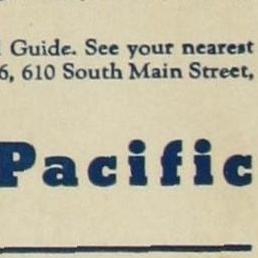 Guide. See your nearest
6, 610 South Main Street,
Pacific